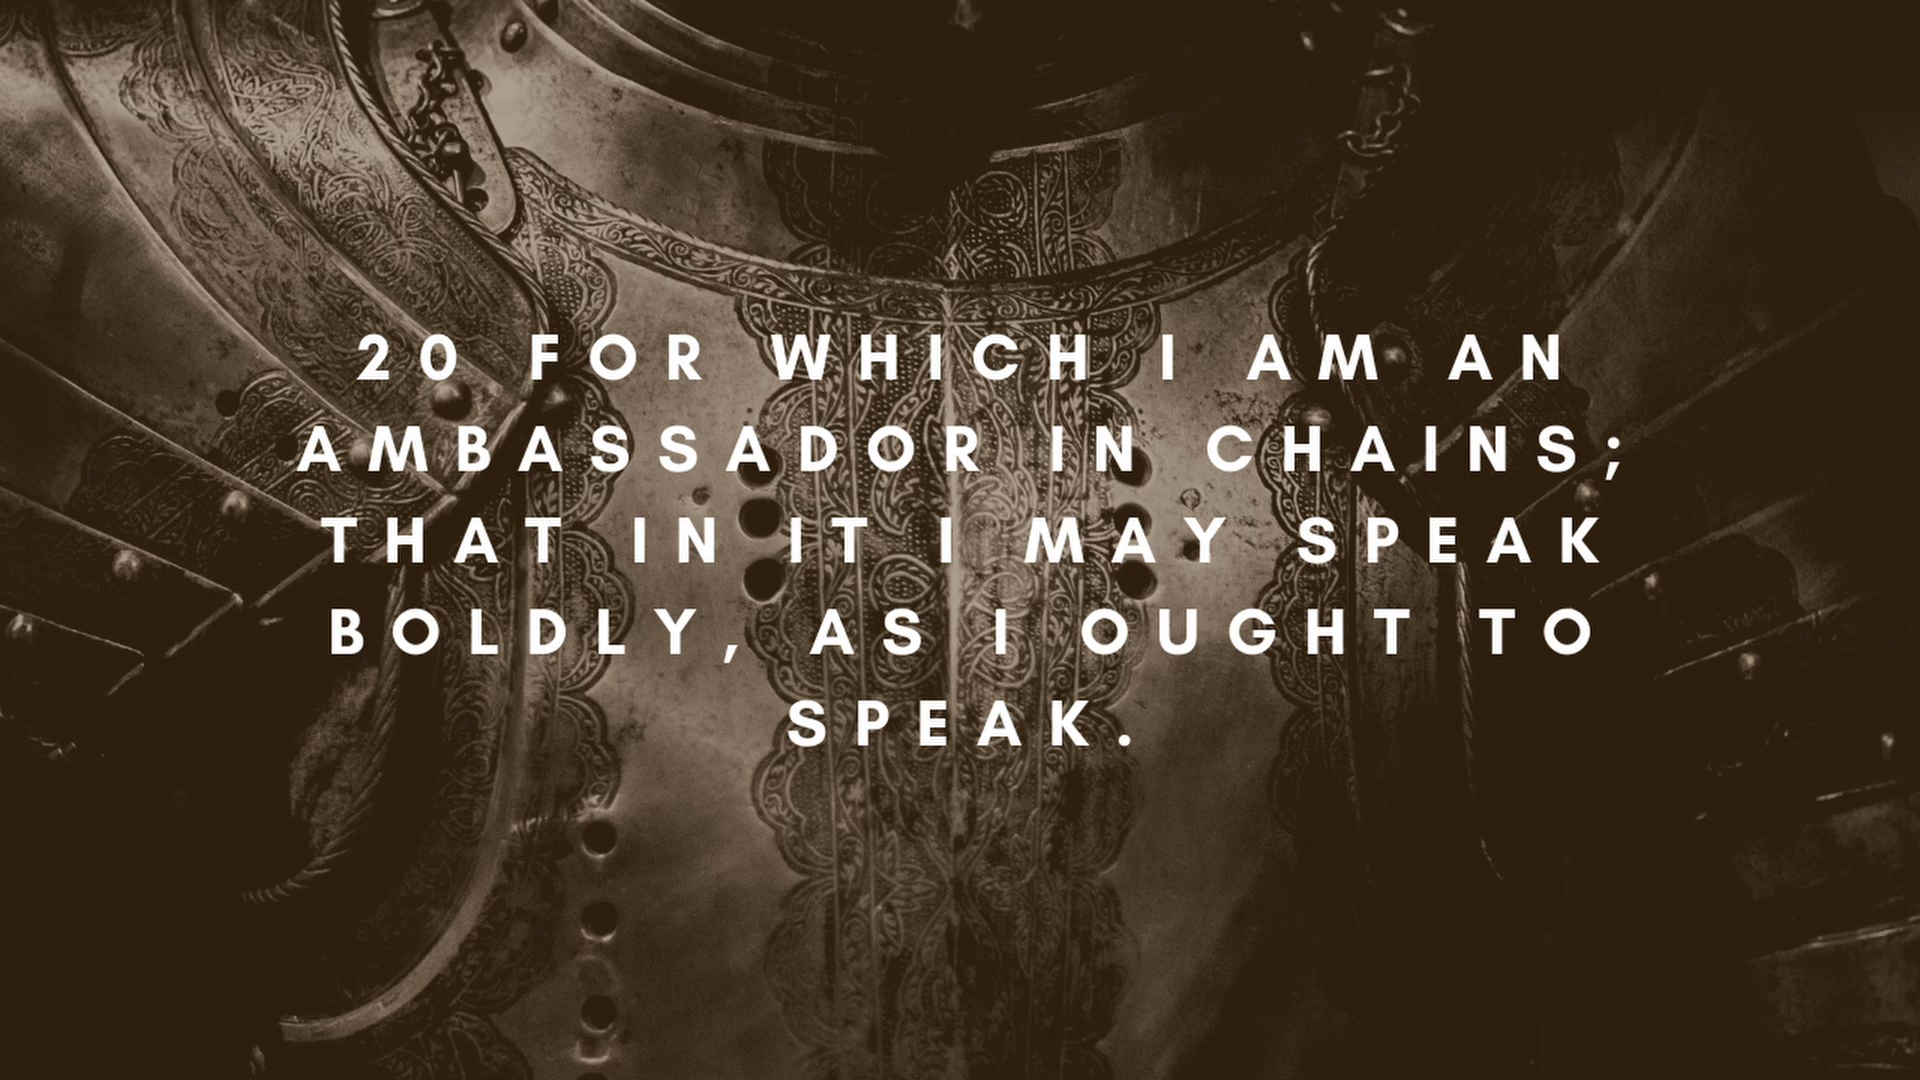 20 FOR WHICH I AM AN
AMBASSADOR IN CHAINS;
THAT IN IT I MAY SPEAK
BOLDLY, AS I OUGHT TO
SPEAK.